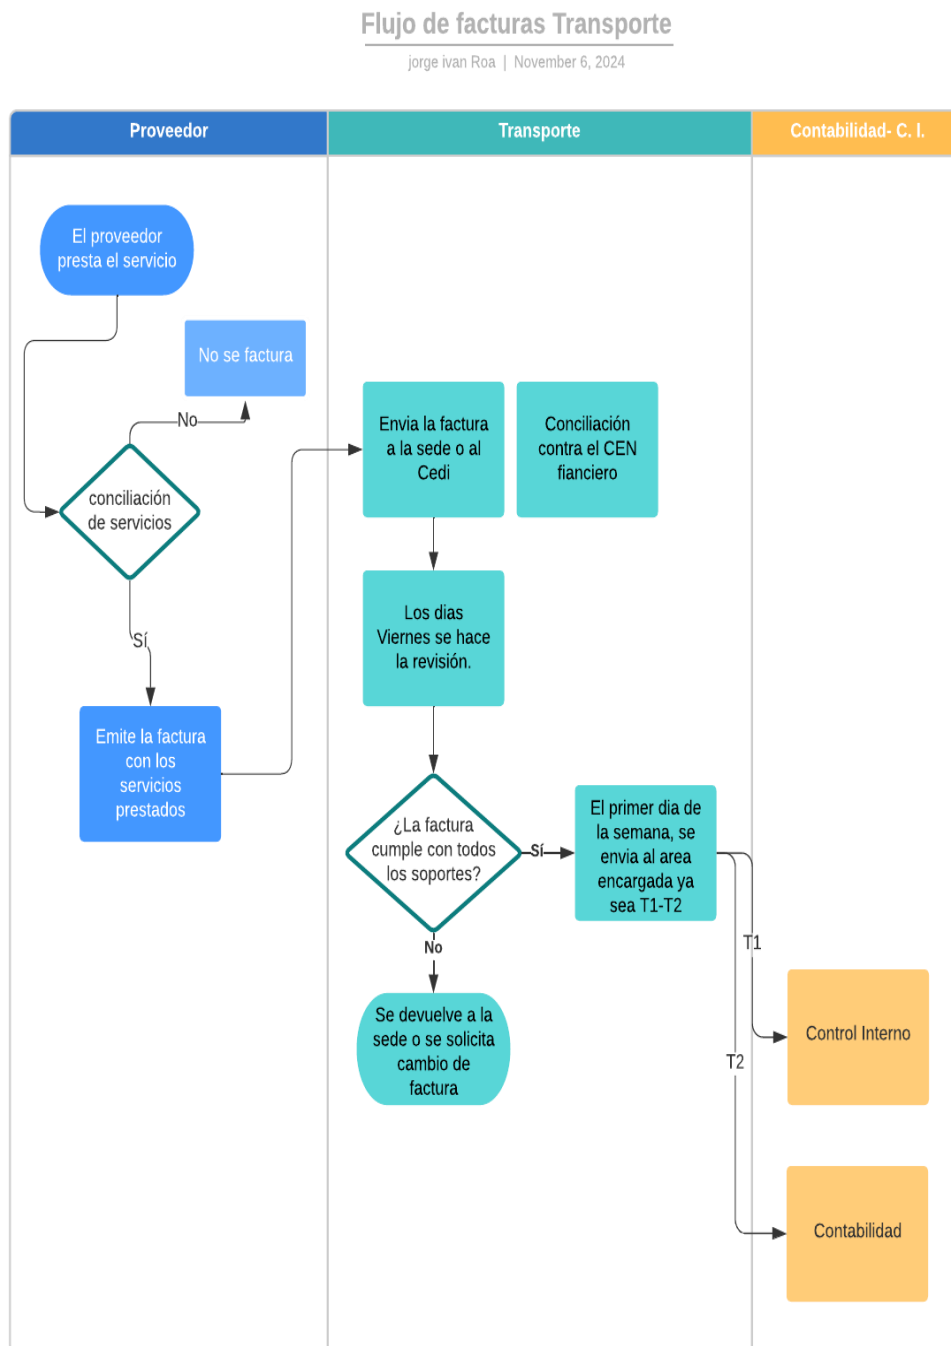 Flujo de facturas Transporte
jorge ivan Roa | November 6, 2024
Proveedor
Transporte
Contabilidad- C. I.
El proveedor
presta el servicio
No se factura
No
conciliación
de servicios
Sí
Emite la factura
con los
servicios
prestados
Envia la factura
a la sede o al
Cedi
Conciliación
contra el CEN
fianciero
Los dias
Viernes se hace
la revisión.
¿La factura
cumple con todos
los soportes?
Sí
El primer dia de
la semana, se
envia al area
encargada ya
sea T1-T2
No
Se devuelve a la
sede o se solicita
cambio de
factura
T1
T2
Control Interno
Contabilidad